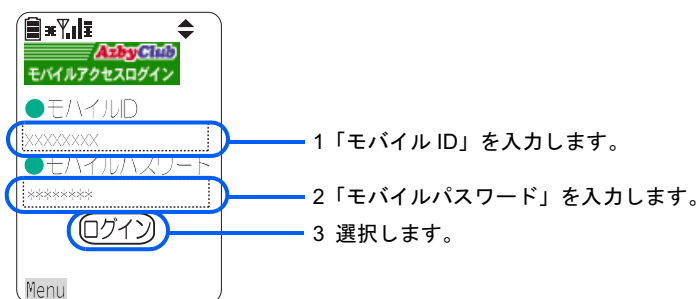 AzbyClub
モバイルアクセスログイン
●モバイルID
XXXXXXXX
1「モバイル ID」を入力します。
●モバイルパスワード
********
2「モバイルパスワード」を入力します。
ログイン
3 選択します。
Menu